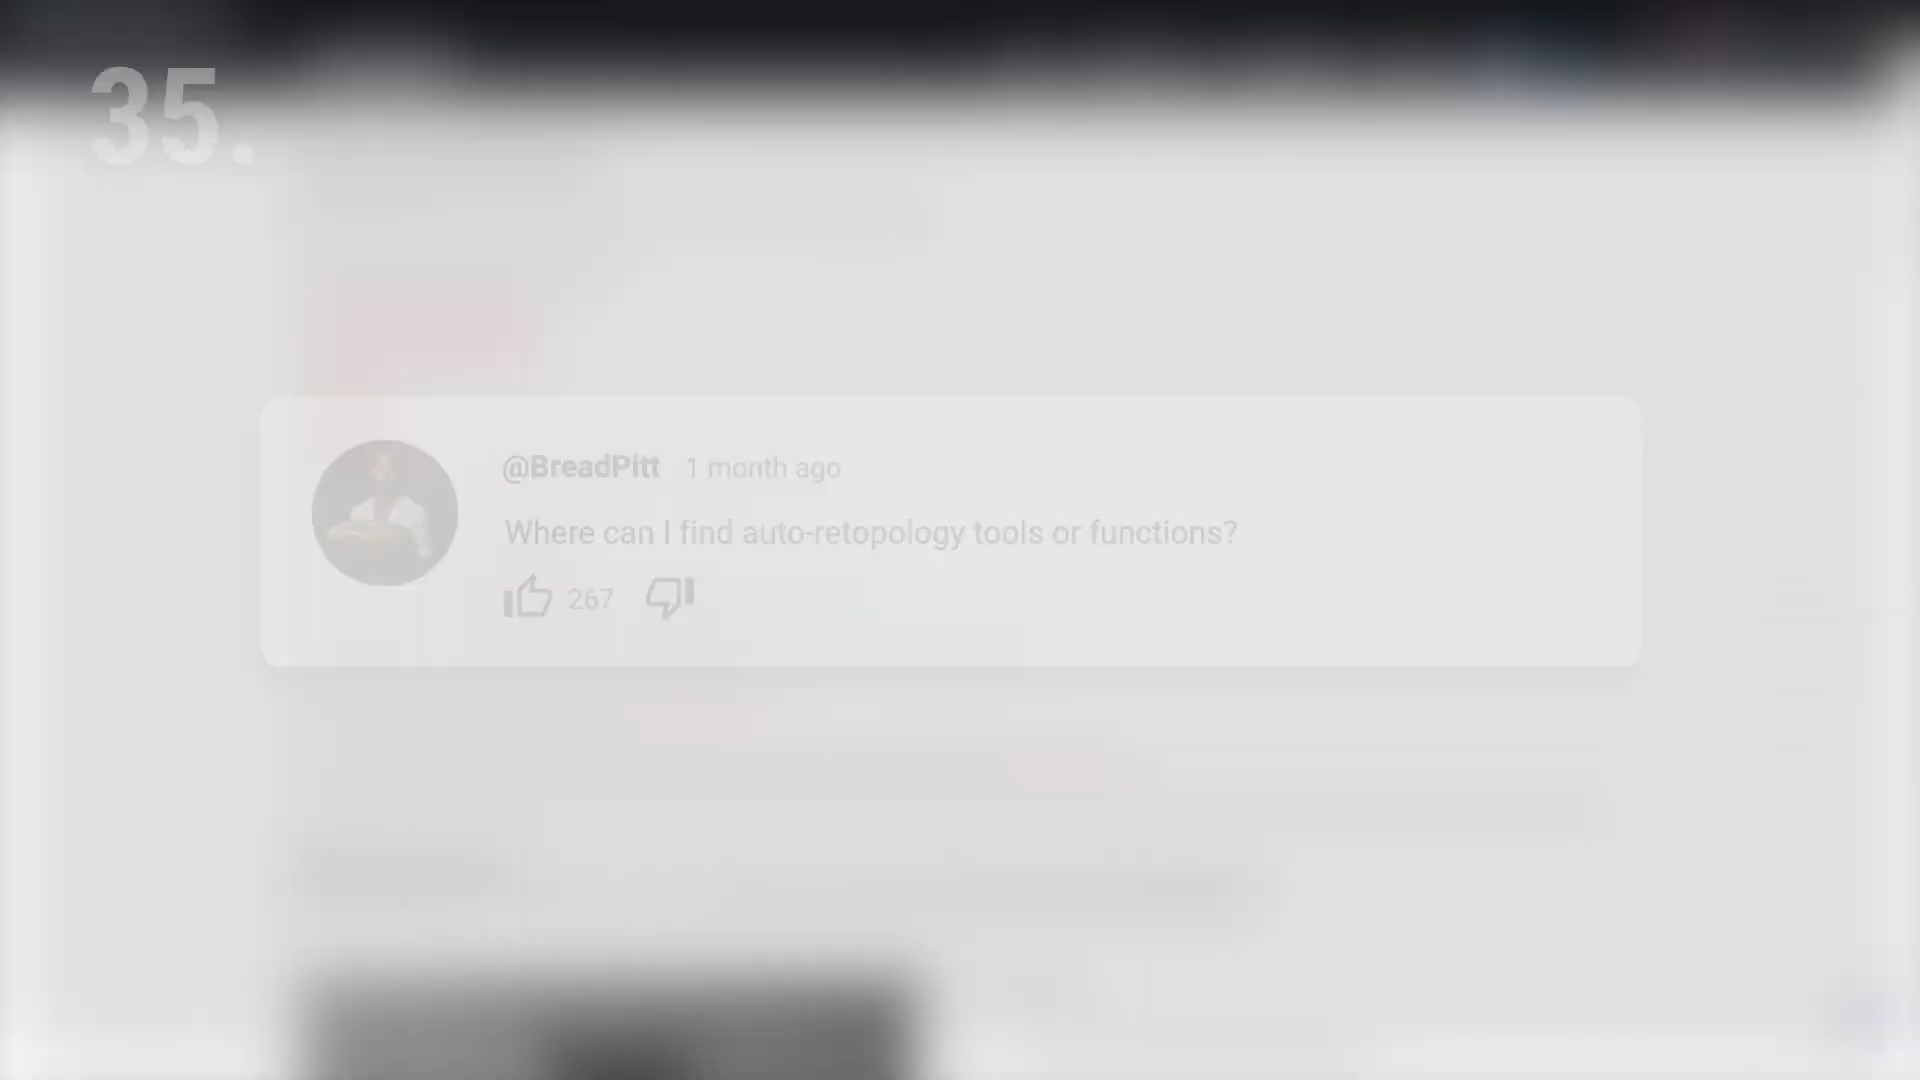 35.
@BreadPitt 1 month ago
Where can I find auto-retopology tools or functions?
267